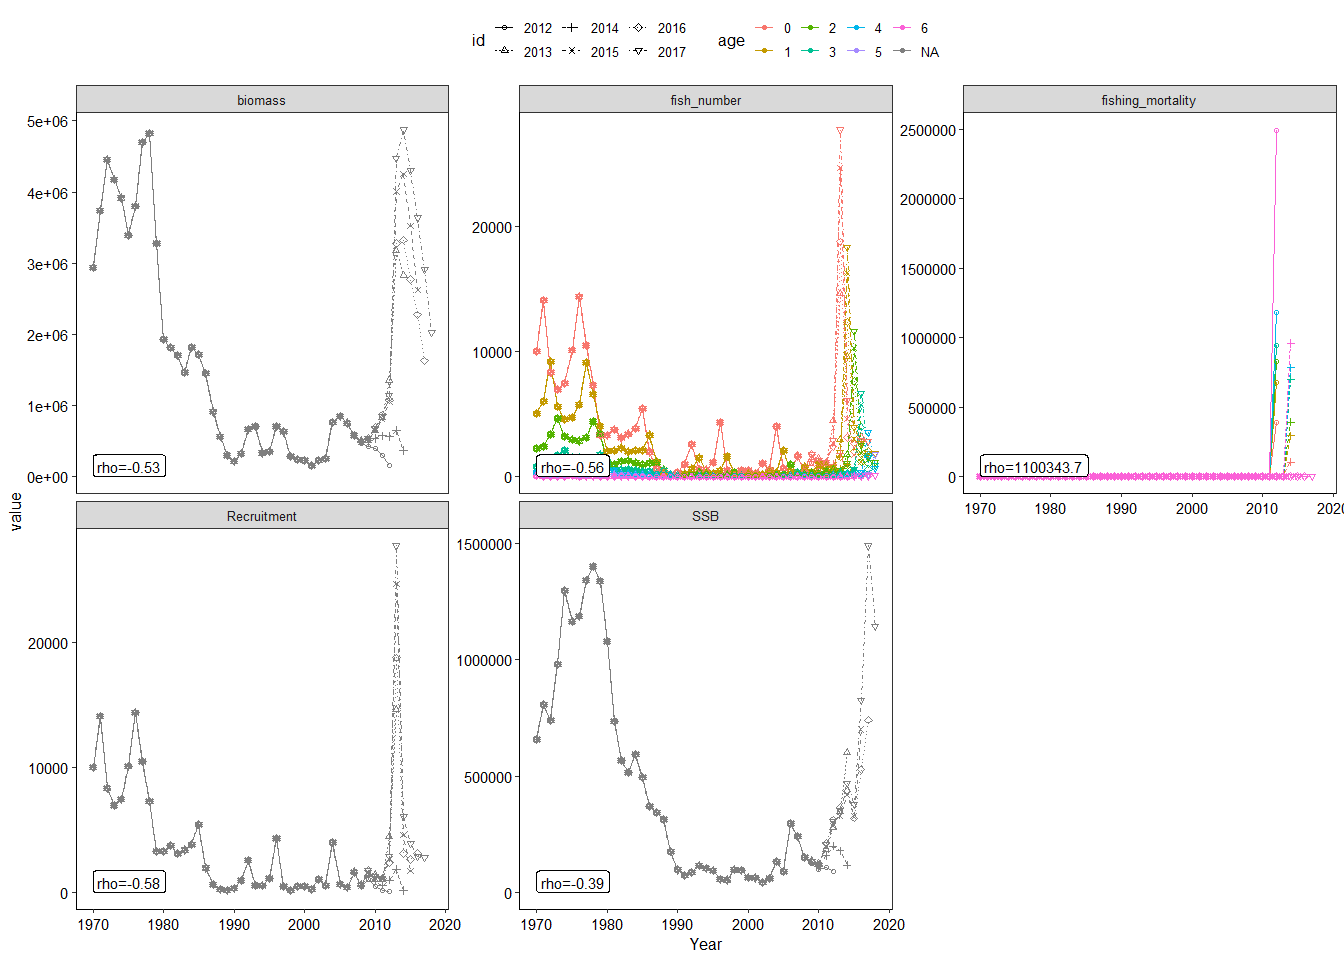 id 2012 2014 2016 age 0 2 4 6
2013 2015 2017 1 3 5 NA
biomass fish_number fishing_mortality
5e+06
4e+06
3e+06
2e+06
1e+06
0e+00
rho=-0.53
20000
10000
0
rho=-0.56
2500000
2000000
1500000
1000000
500000
0
rho=1100343.7
1970 1980 1990 2000 2010 2020
value
Recruitment SSB
20000
10000
0
rho=-0.58
1970 1980 1990 2000 2010 2020
1500000
1000000
500000
0
rho=-0.39
1970 1980 1990 2000 2010 2020
Year